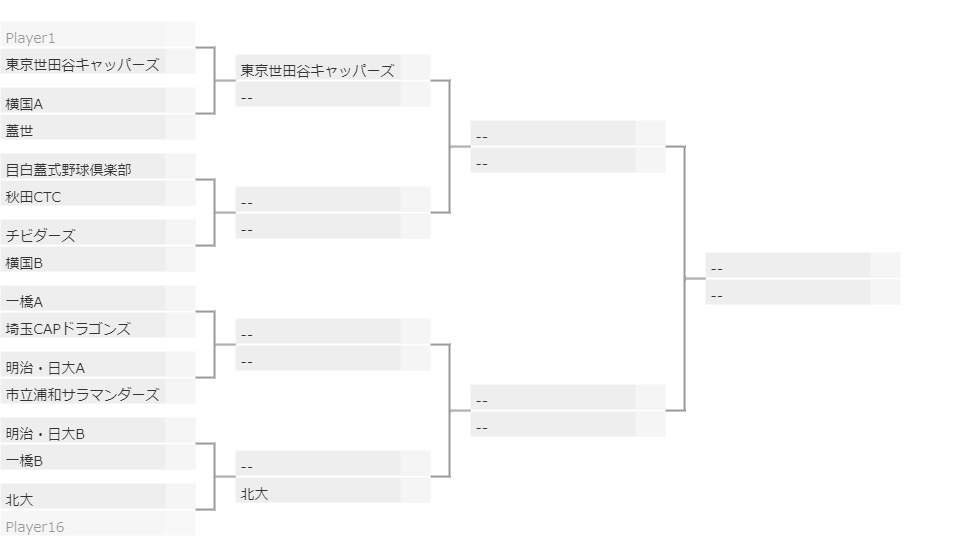 Player1
東京世田谷キャッパーズ
横国A
蓋世
目白蓋式野球倶楽部
秋田CTC
チビダーズ
横国B
一橋A
埼玉CAPドラゴンズ
明治・日大A
市立浦和サラマンダーズ
明治・日大B
一橋B
北大
Player16
東京世田谷キャッパーズ
--
--
--
--
--
--
北大
--
--
--
--
--
--